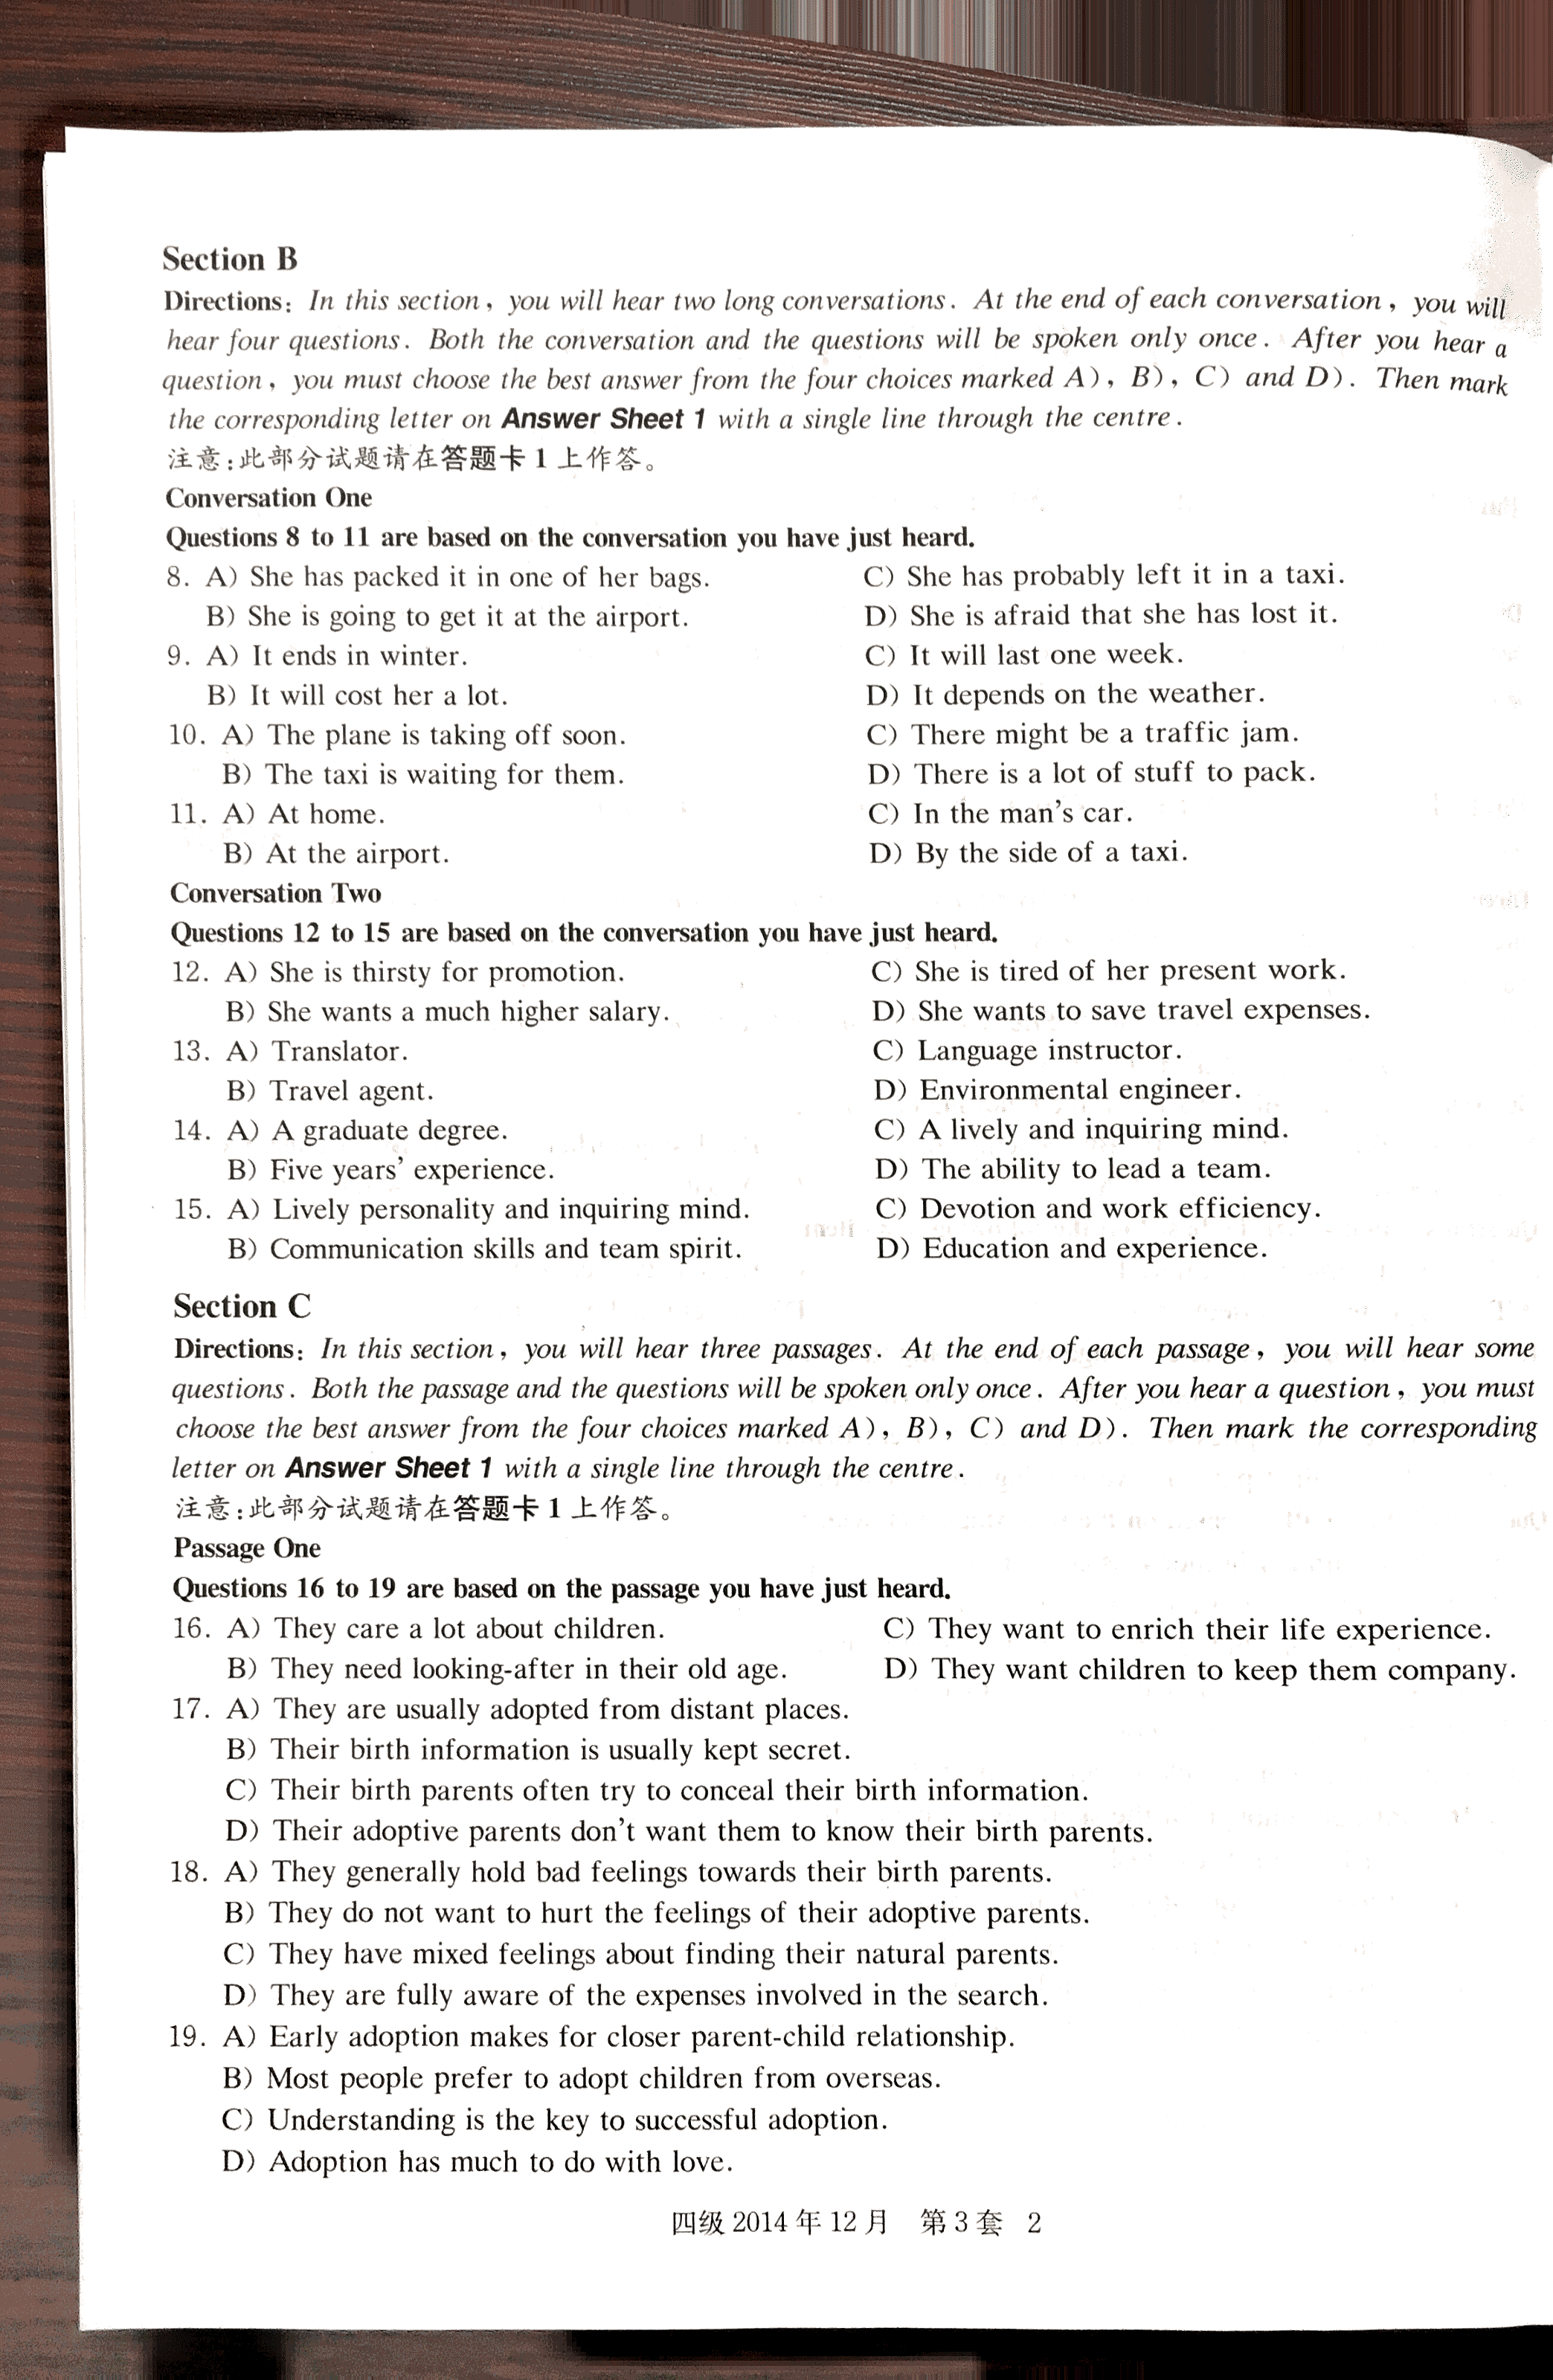 Section B
Directions: In this section, you will hear two long conversations. At the end of each conversation, you will
hear four questions. Both the conversation and the questions will be spoken only once. After you hear a
question, you must choose the best answer from the four choices marked A), B), C) and D). Then mark
the corresponding letter on Answer Sheet 1 with a single line through the centre.
注意:此部分试题请在答题卡1上作答。
Conversation One
Questions 8 to 11 are based on the conversation you have just heard.
8. A) She has packed it in one of her bags. C) She has probably left it in a taxi.
B) She is going to get it at the airport. D) She is afraid that she has lost it.
9. A) It ends in winter. C) It will last one week.
B) It will cost her a lot. D) It depends on the weather.
10. A) The plane is taking off soon. C) There might be a traffic jam.
B) The taxi is waiting for them. D) There is a lot of stuff to pack.
11. A) At home. C) In the man's car.
B) At the airport. D) By the side of a taxi.
Conversation Two
Questions 12 to 15 are based on the conversation you have just heard.
12. A) She is thirsty for promotion. C) She is tired of her present work.
B) She wants a much higher salary. D) She wants to save travel expenses.
13. A) Translator. C) Language instructor.
B) Travel agent. D) Environmental engineer.
14. A) A graduate degree. C) A lively and inquiring mind.
B) Five years' experience. D) The ability to lead a team.
15. A) Lively personality and inquiring mind. C) Devotion and work efficiency.
B) Communication skills and team spirit. D) Education and experience.
Section C
Directions: In this section, you will hear three passages. At the end of each passage, you will hear some
questions. Both the passage and the questions will be spoken only once. After you hear a question, you must
choose the best answer from the four choices marked A), B), C) and D). Then mark the corresponding
letter on Answer Sheet 1 with a single line through the centre.
注意:此部分试题请在答题卡1上作答。
Passage One
Questions 16 to 19 are based on the passage you have just heard.
16. A) They care a lot about children. C) They want to enrich their life experience.
B) They need looking-after in their old age. D) They want children to keep them company.
17. A) They are usually adopted from distant places.
B) Their birth information is usually kept secret.
C) Their birth parents often try to conceal their birth information.
D) Their adoptive parents don't want them to know their birth parents.
18. A) They generally hold bad feelings towards their birth parents.
B) They do not want to hurt the feelings of their adoptive parents.
C) They have mixed feelings about finding their natural parents.
D) They are fully aware of the expenses involved in the search.
19. A) Early adoption makes for closer parent-child relationship.
B) Most people prefer to adopt children from overseas.
C) Understanding is the key to successful adoption.
D) Adoption has much to do with love.
四级2014年12月 第3套 2